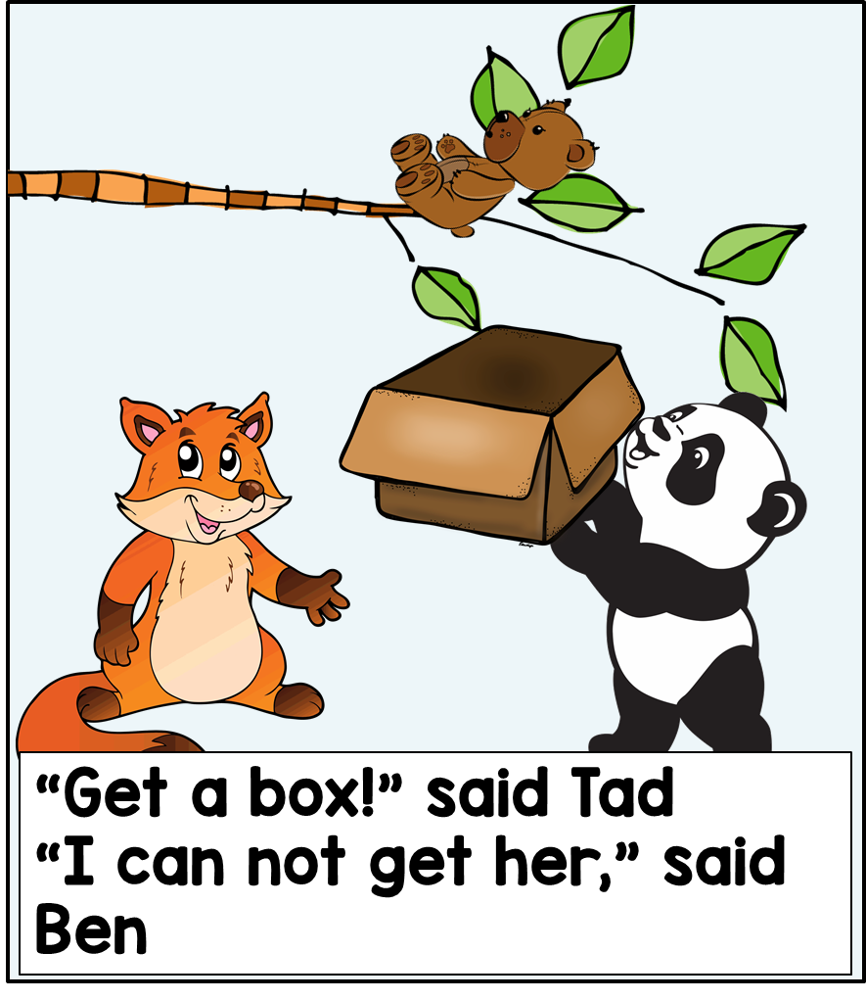 “Get a box!” said Tad
“I can not get her,” said
Ben